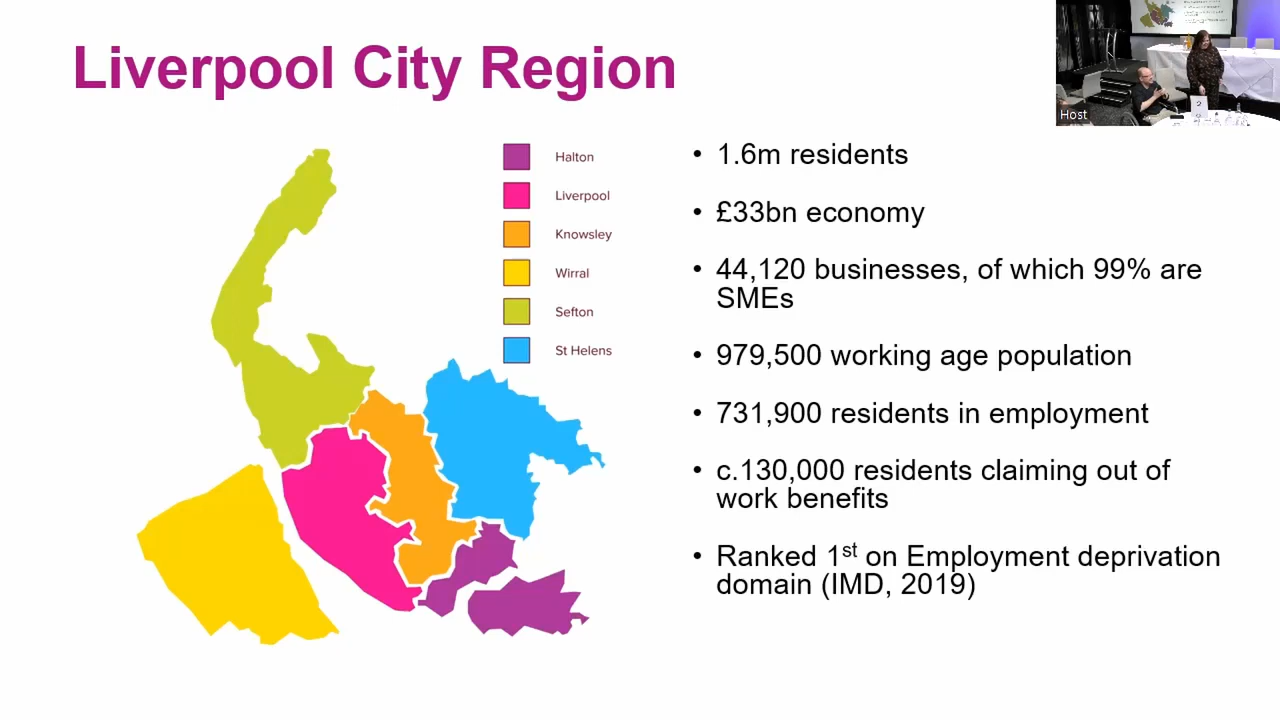 Liverpool City Region
Host
2
Halton
Liverpool
Knowsley
Wirral
Sefton
St Helens
• 1.6m residents
• £33bn economy
• 44,120 businesses, of which 99% are
SMEs
• 979,500 working age population
• 731,900 residents in employment
• c.130,000 residents claiming out of
work benefits
• Ranked 1st on Employment deprivation
domain (IMD, 2019)